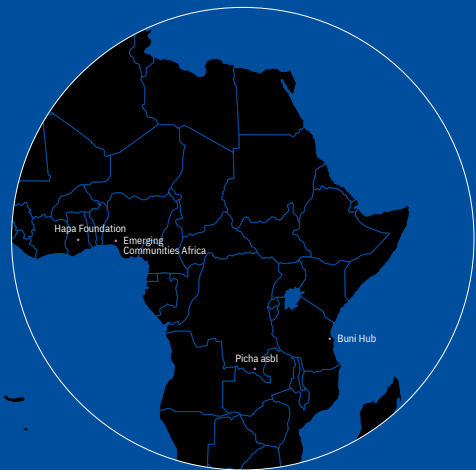 Hapa Foundation
Emerging
Communities Africa
Buni Hub
Picha asbl